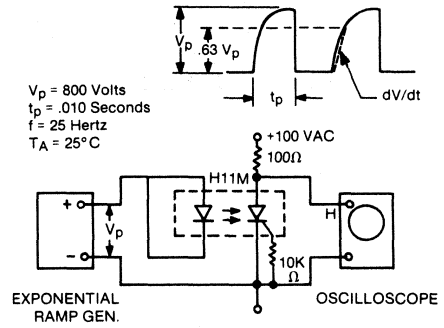 Vp
.63 Vp
tp
dV/dt
Vp = 800 Volts
tp = .010 Seconds
f = 25 Hertz
TA = 25°C
+100 VAC
100Ω
H11M
+
Vp
−
H
10K
Ω
EXPONENTIAL
RAMP GEN.
OSCILLOSCOPE